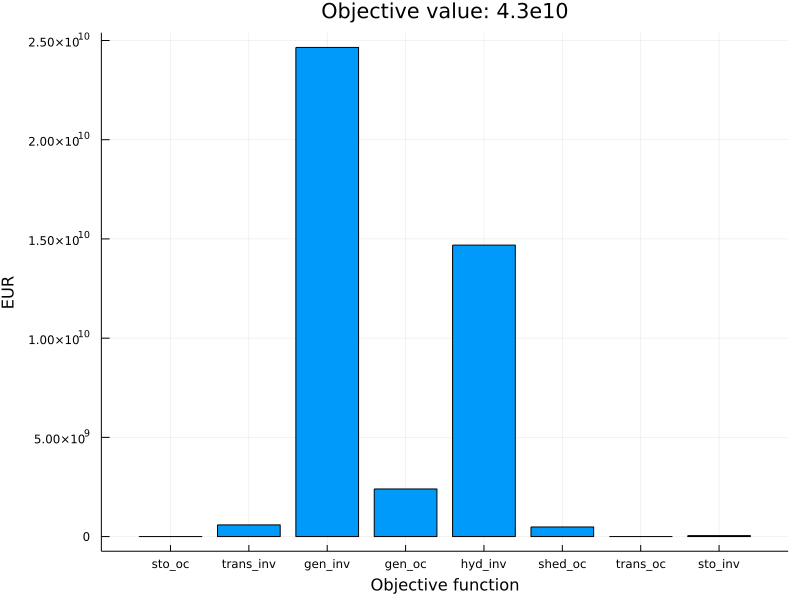 Objective value: 4.3e10
EUR
2.50×10^10
2.00×10^10
1.50×10^10
1.00×10^10
5.00×10^9
0
sto_oc trans_inv gen_inv gen_oc hyd_inv shed_oc trans_oc sto_inv
Objective function